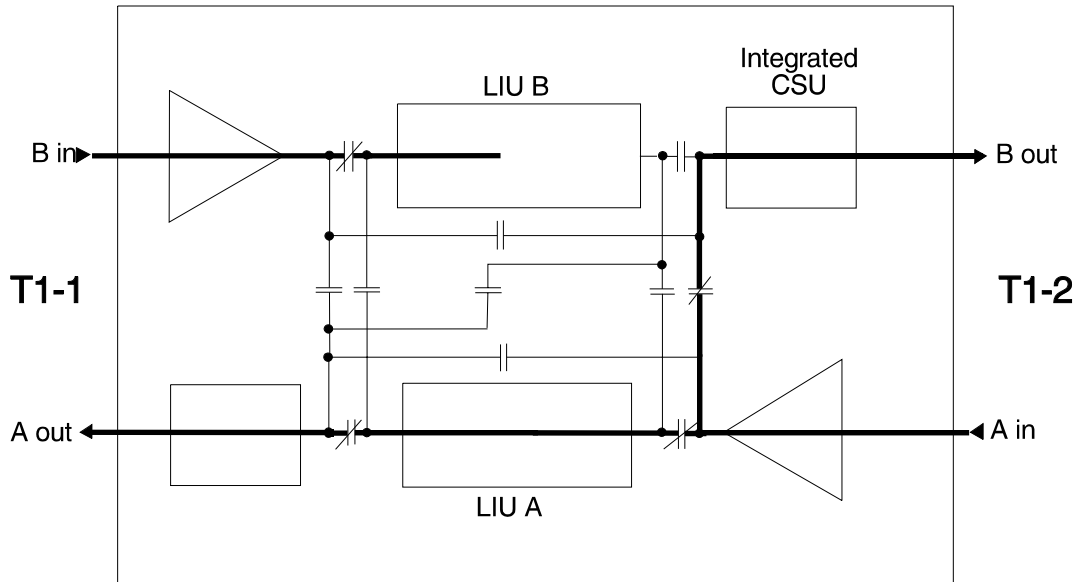 Integrated
CSU
LIU B
B in
B out
T1-1
T1-2
A out
A in
LIU A